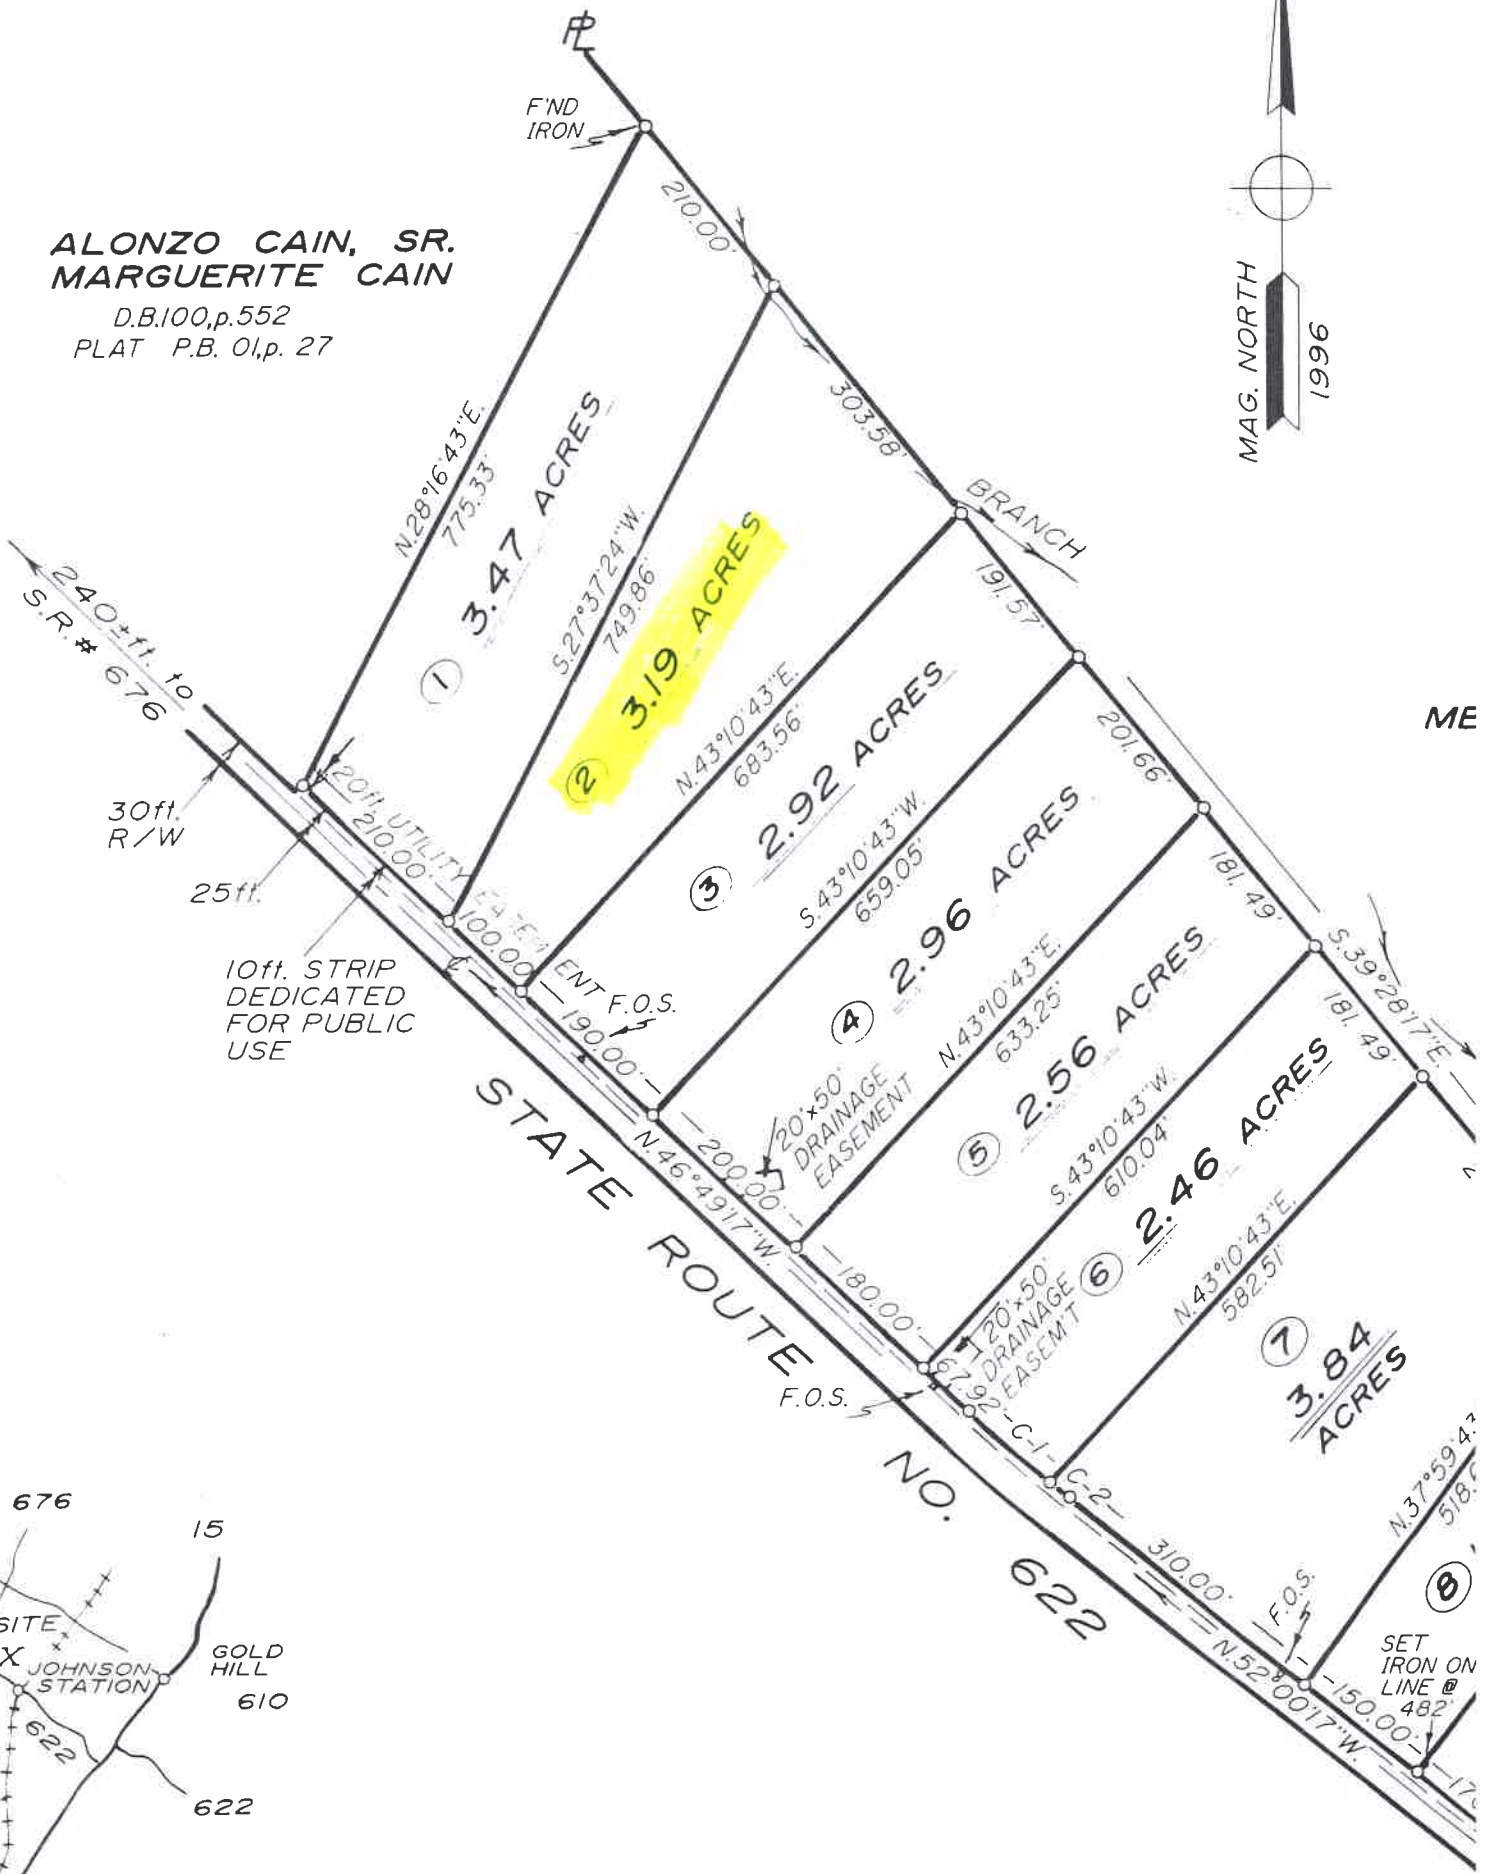 PL
F'ND
IRON
210.00'
ALONZO CAIN, SR.
MARGUERITE CAIN
D.B.100,p.552
PLAT P.B. 01,p. 27
MAG. NORTH
1996
303.58'
BRANCH
N.28°16'43"E.
775.33'
3.47 ACRES
1
S.27°37'24"W.
749.86'
3.19 ACRES
2
191.57'
240±ft. to
S.R.# 676
N.43°10'43"E.
683.56'
2.92 ACRES
3
201.66'
ME
30ft.
R/W
25ft.
20ft. UTILITY EASEMENT
210.00'
100.00'
10ft. STRIP
DEDICATED
FOR PUBLIC
USE
F.O.S.
190.00'
S.43°10'43"W.
659.05'
2.96 ACRES
4
181.49'
S.39°28'17"E.
N.43°10'43"E.
633.25'
2.56 ACRES
5
181.49'
20'x50'
DRAINAGE
EASEMENT
200.00'
N.46°49'17"W.
STATE ROUTE NO. 622
S.43°10'43"W.
610.04'
2.46 ACRES
6
180.00'
20'x50'
DRAINAGE
EASEM'T
67.92'
F.O.S.
C-1
C-2
N.43°10'43"E.
582.51'
7
3.84
ACRES
310.00'
F.O.S.
N.37°59'43
518.
8
SET
IRON ON
LINE @
482'
150.00'
N.52°00'17"W.
17
676
15
SITE
X
JOHNSON
STATION
GOLD
HILL
610
622
622